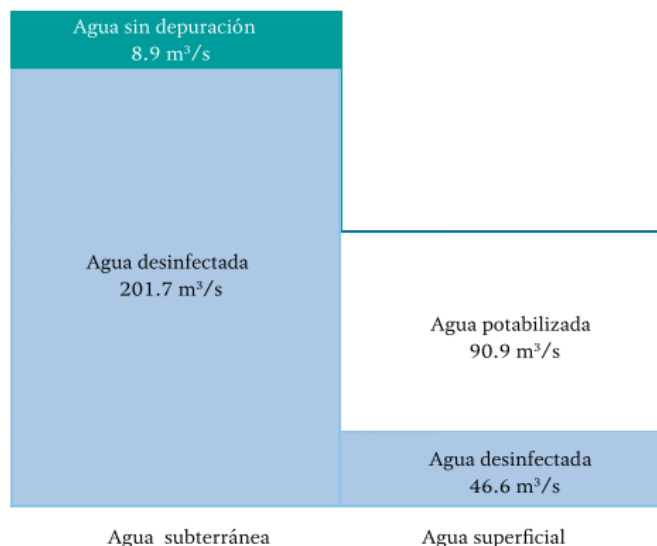 Agua sin depuración
8.9 m³/s
Agua desinfectada
201.7 m³/s
Agua potabilizada
90.9 m³/s
Agua desinfectada
46.6 m³/s
Agua subterránea
Agua superficial